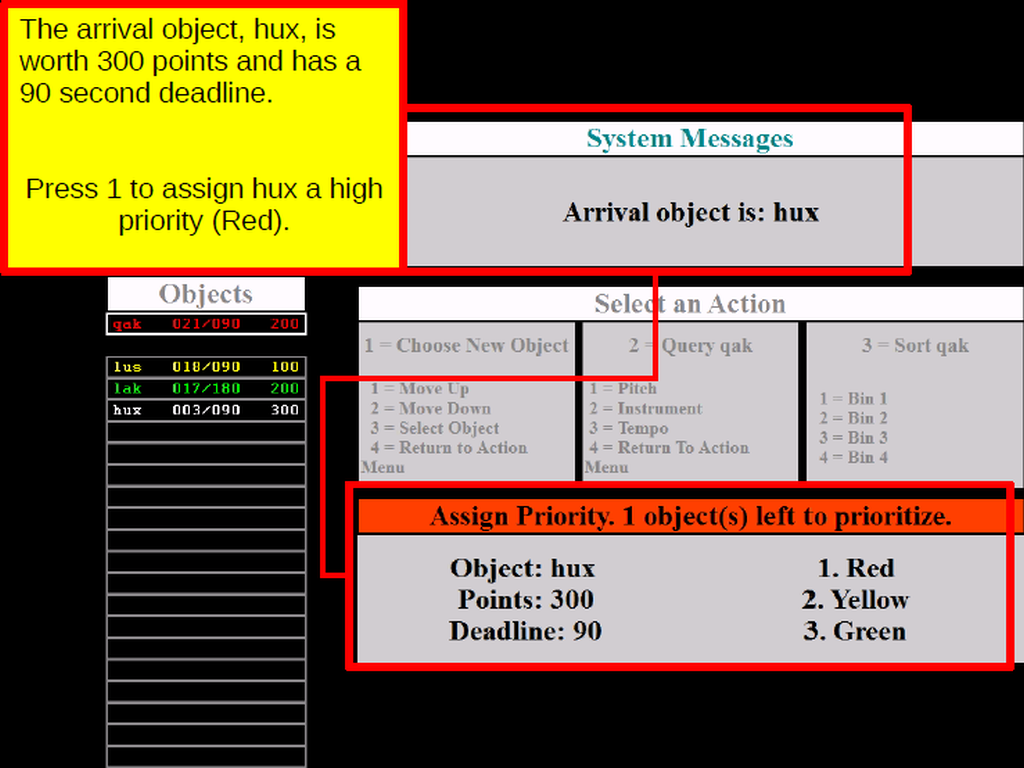 The arrival object, hux, is
worth 300 points and has a
90 second deadline.
Press 1 to assign hux a high
priority (Red).
System Messages
Arrival object is: hux
Objects
qak 021/090 200
lus 018/090 100
lak 017/180 200
hux 003/090 300
Select an Action
1 = Choose New Object
1 = Move Up
2 = Move Down
3 = Select Object
4 = Return to Action
Menu
2 = Query qak
1 = Pitch
2 = Instrument
3 = Tempo
4 = Return To Action
Menu
3 = Sort qak
1 = Bin 1
2 = Bin 2
3 = Bin 3
4 = Bin 4
Assign Priority. 1 object(s) left to prioritize.
Object: hux
Points: 300
Deadline: 90
1. Red
2. Yellow
3. Green